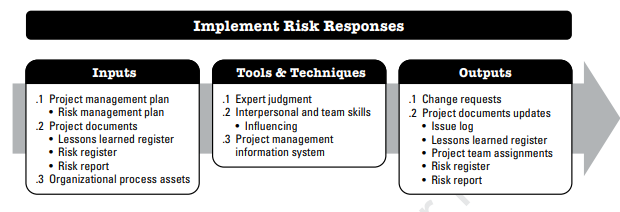 Implement Risk Responses
Inputs
.1 Project management plan
• Risk management plan
.2 Project documents
• Lessons learned register
• Risk register
• Risk report
.3 Organizational process assets
Tools & Techniques
.1 Expert judgment
.2 Interpersonal and team skills
• Influencing
.3 Project management
information system
Outputs
.1 Change requests
.2 Project documents updates
• Issue log
• Lessons learned register
• Project team assignments
• Risk register
• Risk report